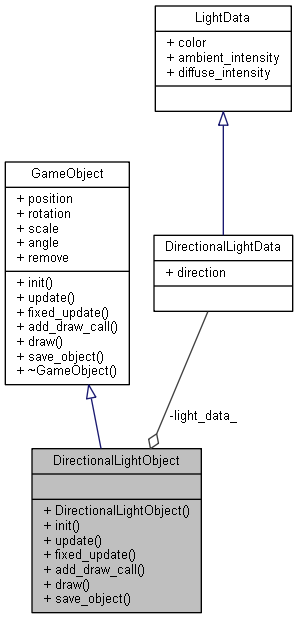 LightData
+ color
+ ambient_intensity
+ diffuse_intensity
GameObject
+ position
+ rotation
+ scale
+ angle
+ remove
+ init()
+ update()
+ fixed_update()
+ add_draw_call()
+ draw()
+ save_object()
+ ~GameObject()
DirectionalLightData
+ direction
-light_data_
DirectionalLightObject
+ DirectionalLightObject()
+ init()
+ update()
+ fixed_update()
+ add_draw_call()
+ draw()
+ save_object()